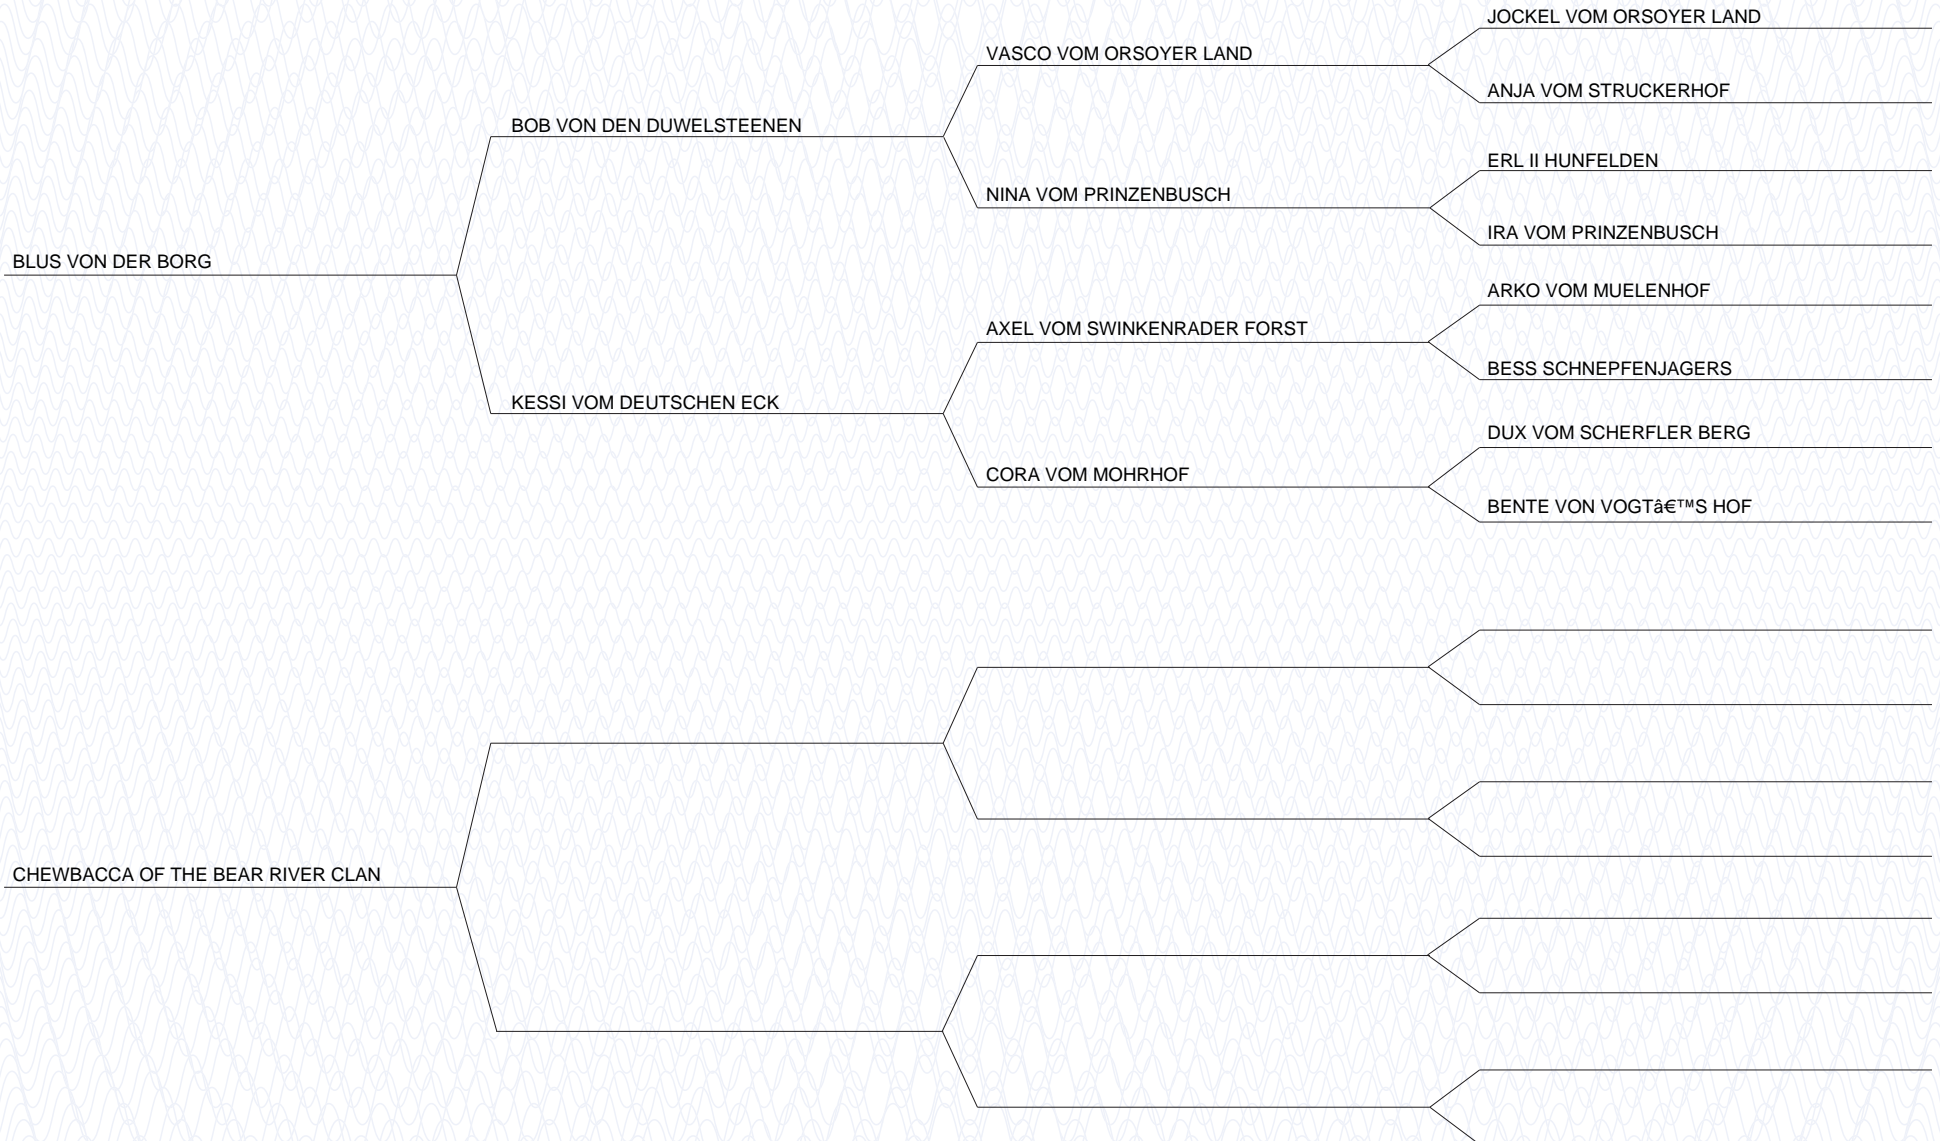 JOCKEL VOM ORSOYER LAND
VASCO VOM ORSOYER LAND
ANJA VOM STRUCKERHOF
BOB VON DEN DUWELSTEENEN
ERL II HUNFELDEN
NINA VOM PRINZENBUSCH
IRA VOM PRINZENBUSCH
BLUS VON DER BORG
ARKO VOM MUELENHOF
AXEL VOM SWINKENRADER FORST
BESS SCHNEPFENJAGERS
KESSI VOM DEUTSCHEN ECK
DUX VOM SCHERFLER BERG
CORA VOM MOHRHOF
BENTE VON VOGTâ€™S HOF
CHEWBACCA OF THE BEAR RIVER CLAN